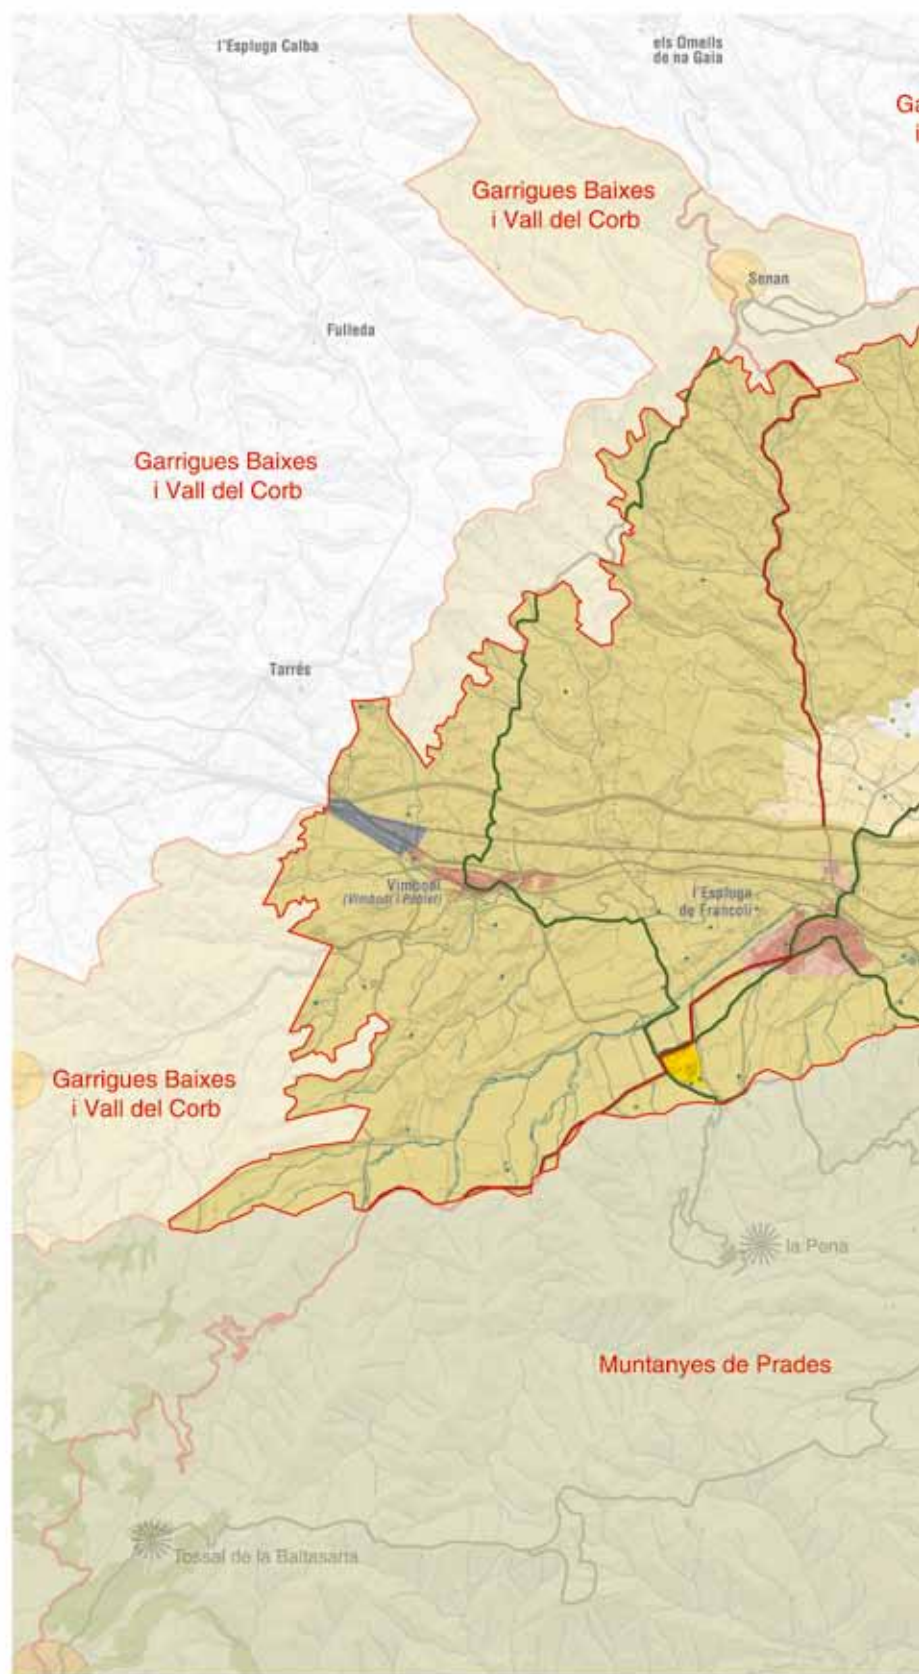 l'Espluga Calba
els Omells
de na Gaia
Ga
i
Garrigues Baixes
i Vall del Corb
Senan
Fulleda
Garrigues Baixes
i Vall del Corb
Tarrés
Vimbodí
(Vimbodí i Poblet)
l'Espluga
de Francolí
Garrigues Baixes
i Vall del Corb
la Pena
Muntanyes de Prades
Tossal de la Baltasana